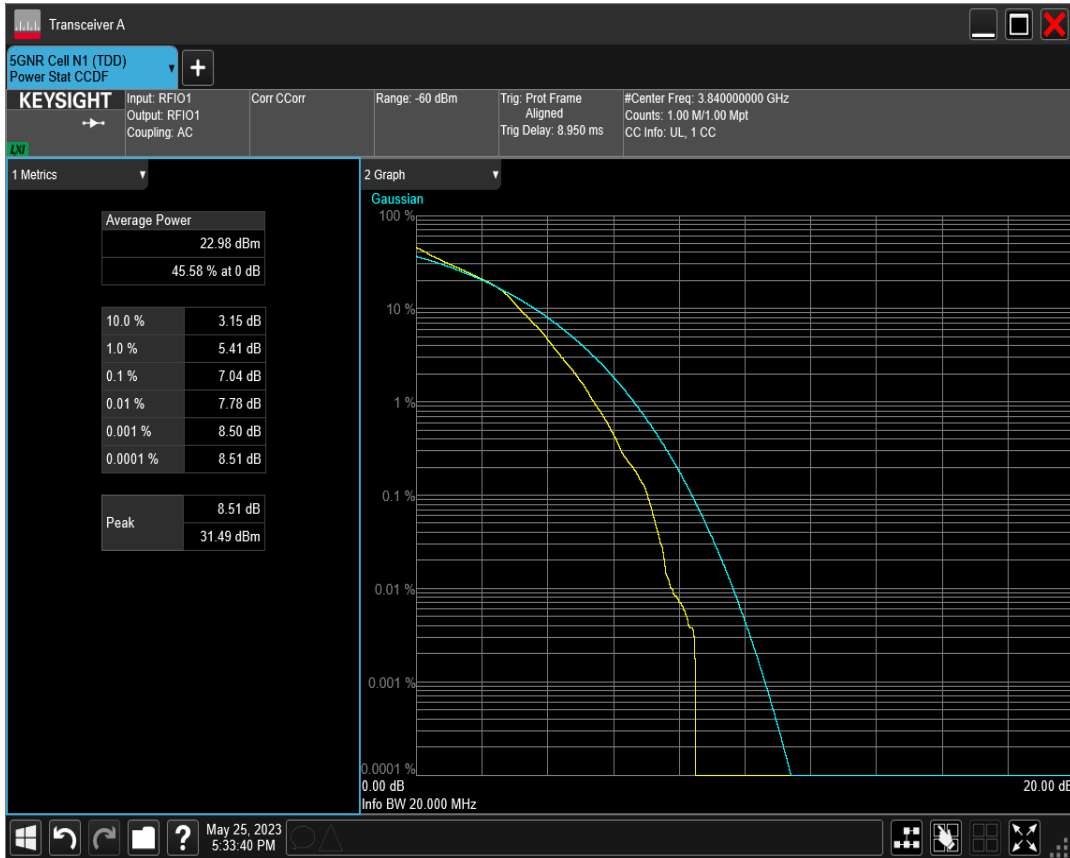 Transceiver A
5GNR Cell N1 (TDD)
Power Stat CCDF
+
KEYSIGHT
LXI
Input: RFIO1
Output: RFIO1
Coupling: AC
Corr CCorr
Range: -60 dBm
Trig: Prot Frame
Aligned
Trig Delay: 8.950 ms
#Center Freq: 3.840000000 GHz
Counts: 1.00 M/1.00 Mpt
CC Info: UL, 1 CC
1 Metrics
Average Power
22.98 dBm
45.58 % at 0 dB
10.0 % 3.15 dB
1.0 % 5.41 dB
0.1 % 7.04 dB
0.01 % 7.78 dB
0.001 % 8.50 dB
0.0001 % 8.51 dB
Peak
8.51 dB
31.49 dBm
2 Graph
Gaussian
100 %
10 %
1 %
0.1 %
0.01 %
0.001 %
0.0001 %
0.00 dB 20.00 dB
Info BW 20.000 MHz
?
May 25, 2023
5:33:40 PM